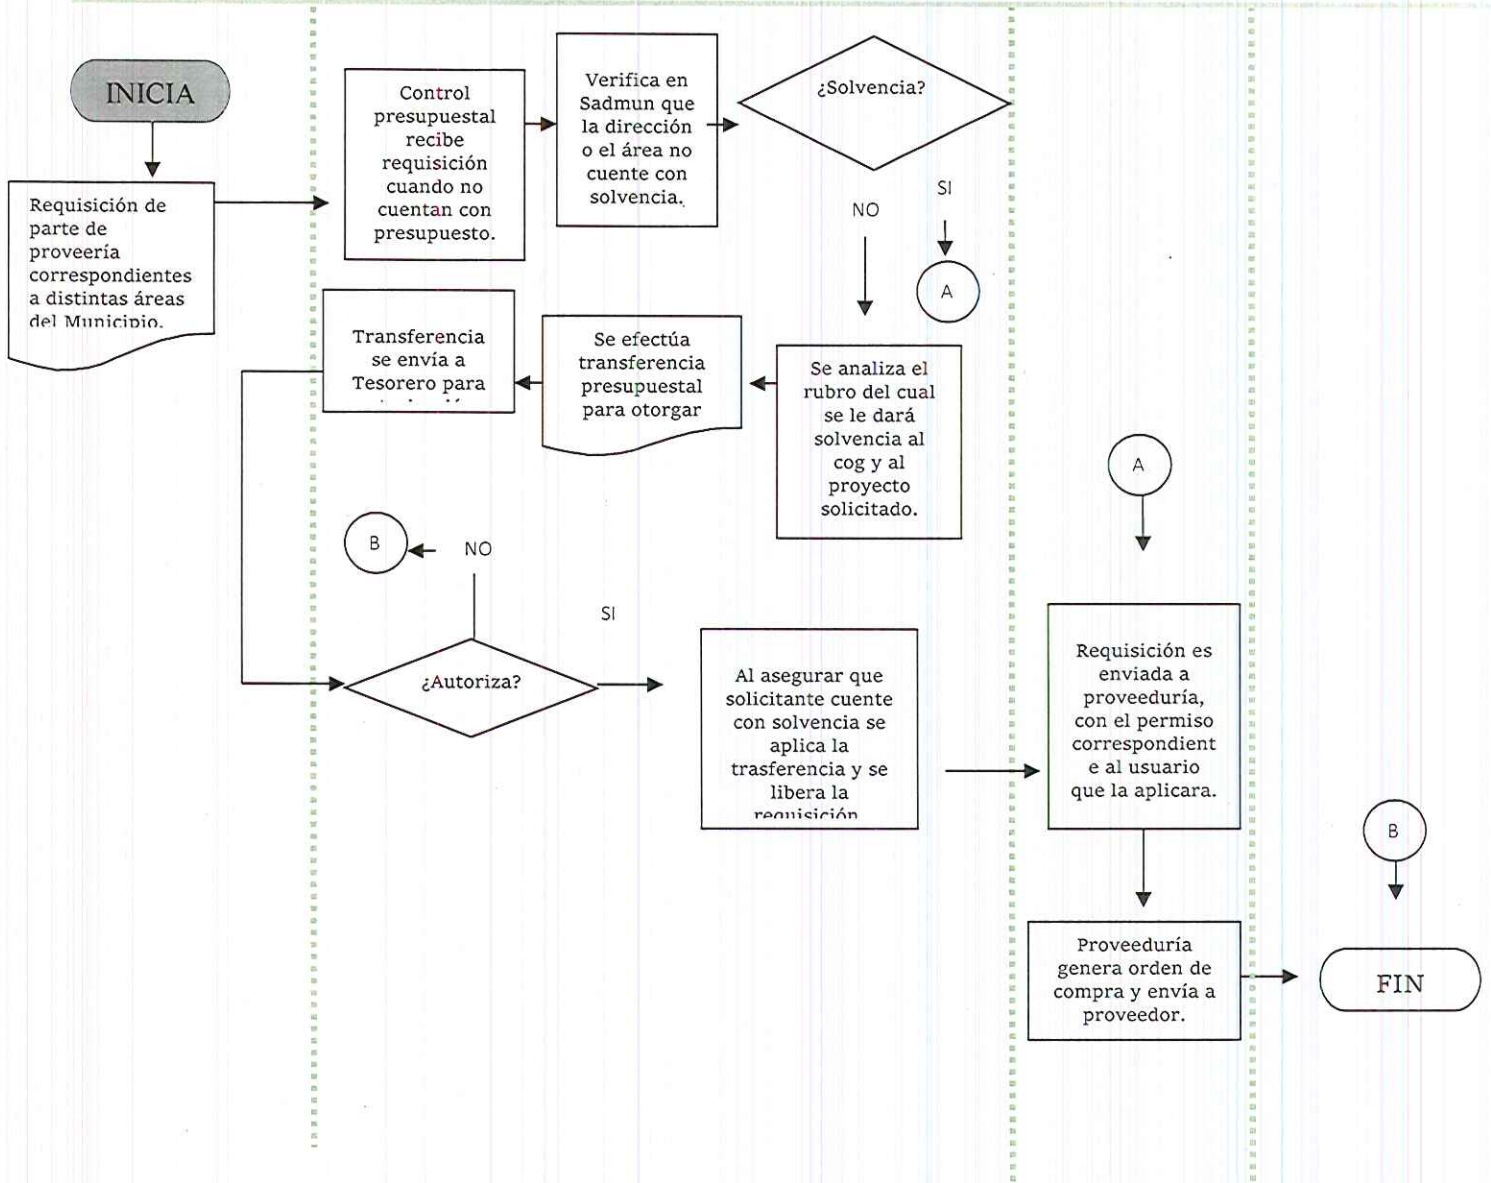 INICIA
Requisición de
parte de
proveería
correspondientes
a distintas áreas
del Municipio.
Control
presupuestal
recibe
requisición
cuando no
cuentan con
presupuesto.
Verifica en
Sadmun que
la dirección
o el área no
cuente con
solvencia.
¿Solvencia?
NO
SI
A
Se analiza el
rubro del cual
se le dará
solvencia al
cog y al
proyecto
solicitado.
Se efectúa
transferencia
presupuestal
para otorgar
Transferencia
se envía a
Tesorero para
¿Autoriza?
NO
B
SI
Al asegurar que
solicitante cuente
con solvencia se
aplica la
trasferencia y se
libera la
requisición
A
Requisición es
enviada a
proveeduría,
con el permiso
correspondient
e al usuario
que la aplicara.
Proveeduría
genera orden de
compra y envía a
proveedor.
B
FIN